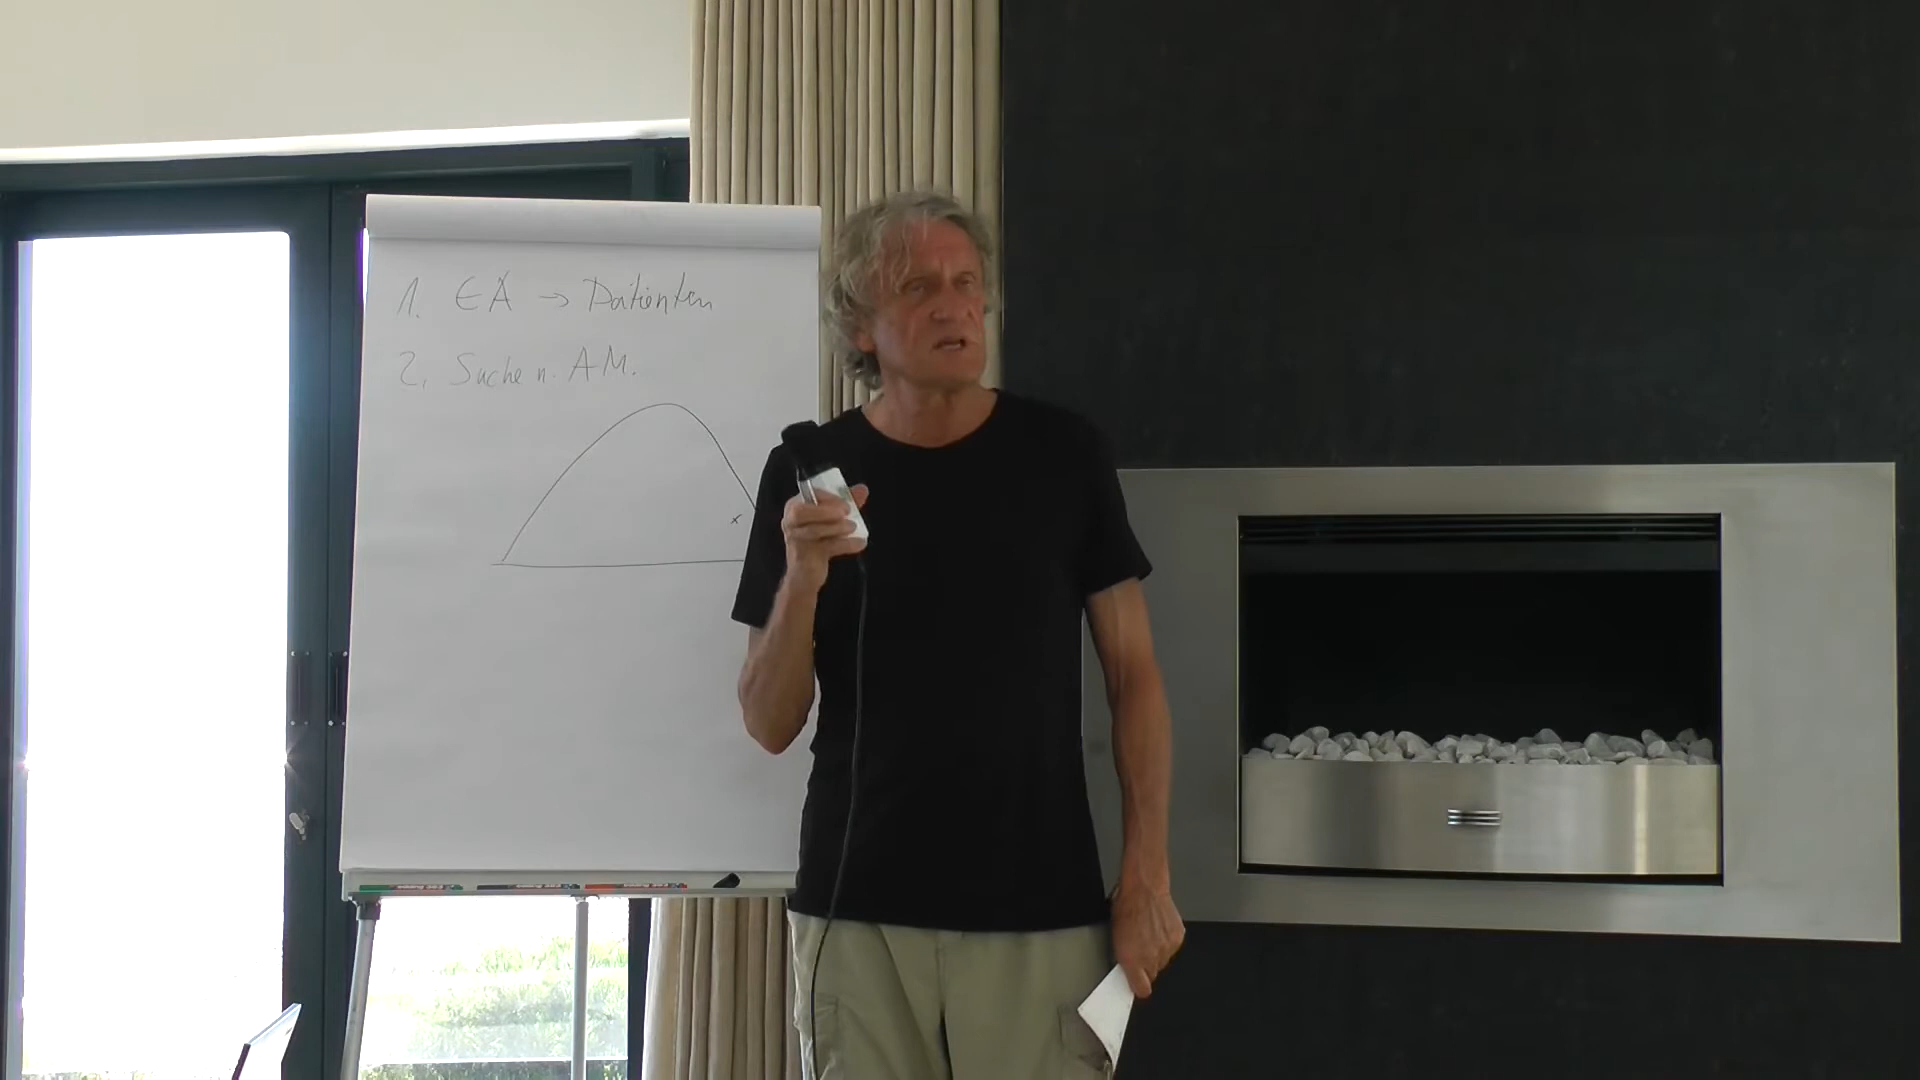 1. EÄ → Patienten
2. Suche n. AM.
x